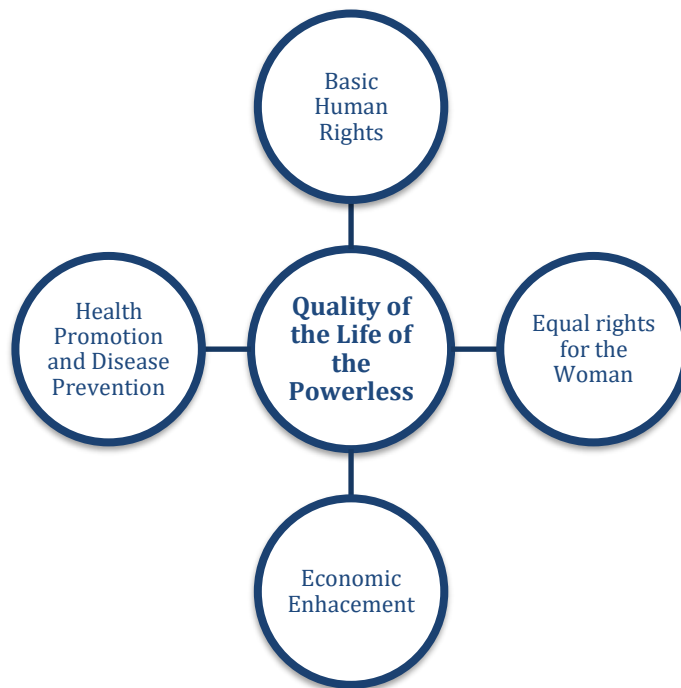 Basic
Human
Rights
Health
Promotion
and Disease
Prevention
Quality of
the Life of
the
Powerless
Equal rights
for the
Woman
Economic
Enhacement